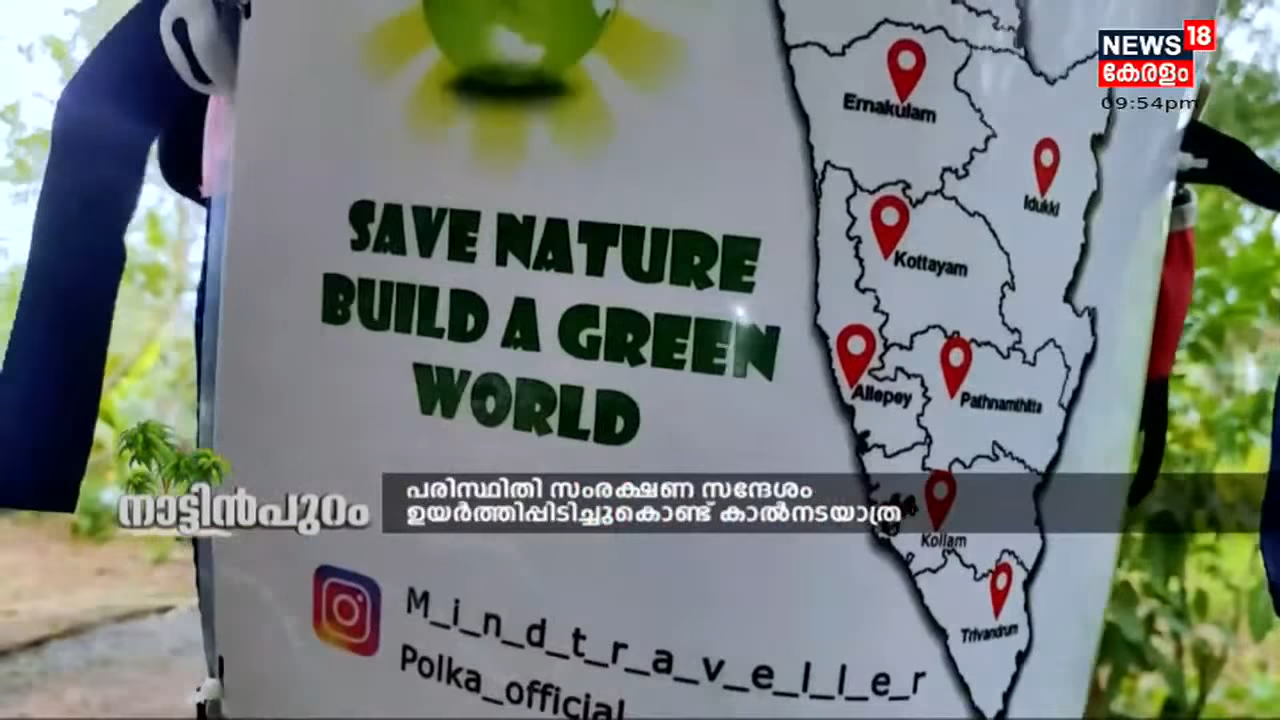 NEWS 18
കേരളം
09:54pm
Ernakulam
Idukki
Kottayam
SAVE NATURE
BUILD A GREEN
WORLD
Allepey
Pathnamthitta
Kollam
Trivandrum
നാട്ടിൻപുറം
പരിസ്ഥിതി സംരക്ഷണ സന്ദേശം
ഉയർത്തിപ്പിടിച്ചുകൊണ്ട് കാൽനടയാത്ര
M_i_n_d_t_r_a_v_e_l_l_e_r
Polka_official